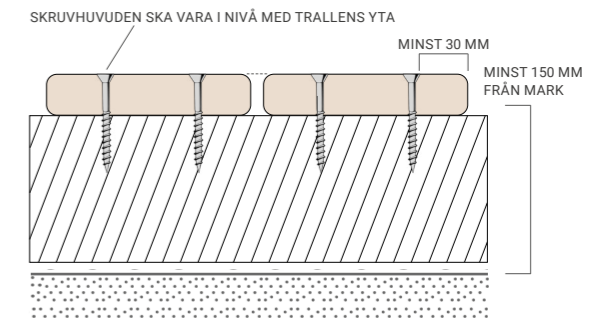 SKRUVHUVUDEN SKA VARA I NIVÅ MED TRALLENS YTA
MINST 30 MM
MINST 150 MM
FRÅN MARK